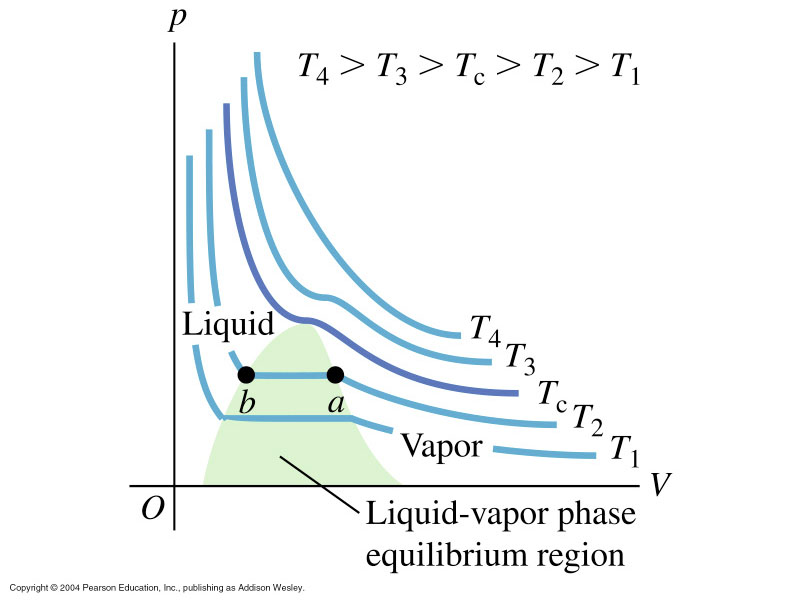 p
T4 > T3 > Tc > T2 > T1
Liquid
T4
T3
Tc
b
a
T2
Vapor
T1
V
O
Liquid-vapor phase
equilibrium region
Copyright © 2004 Pearson Education, Inc., publishing as Addison Wesley.